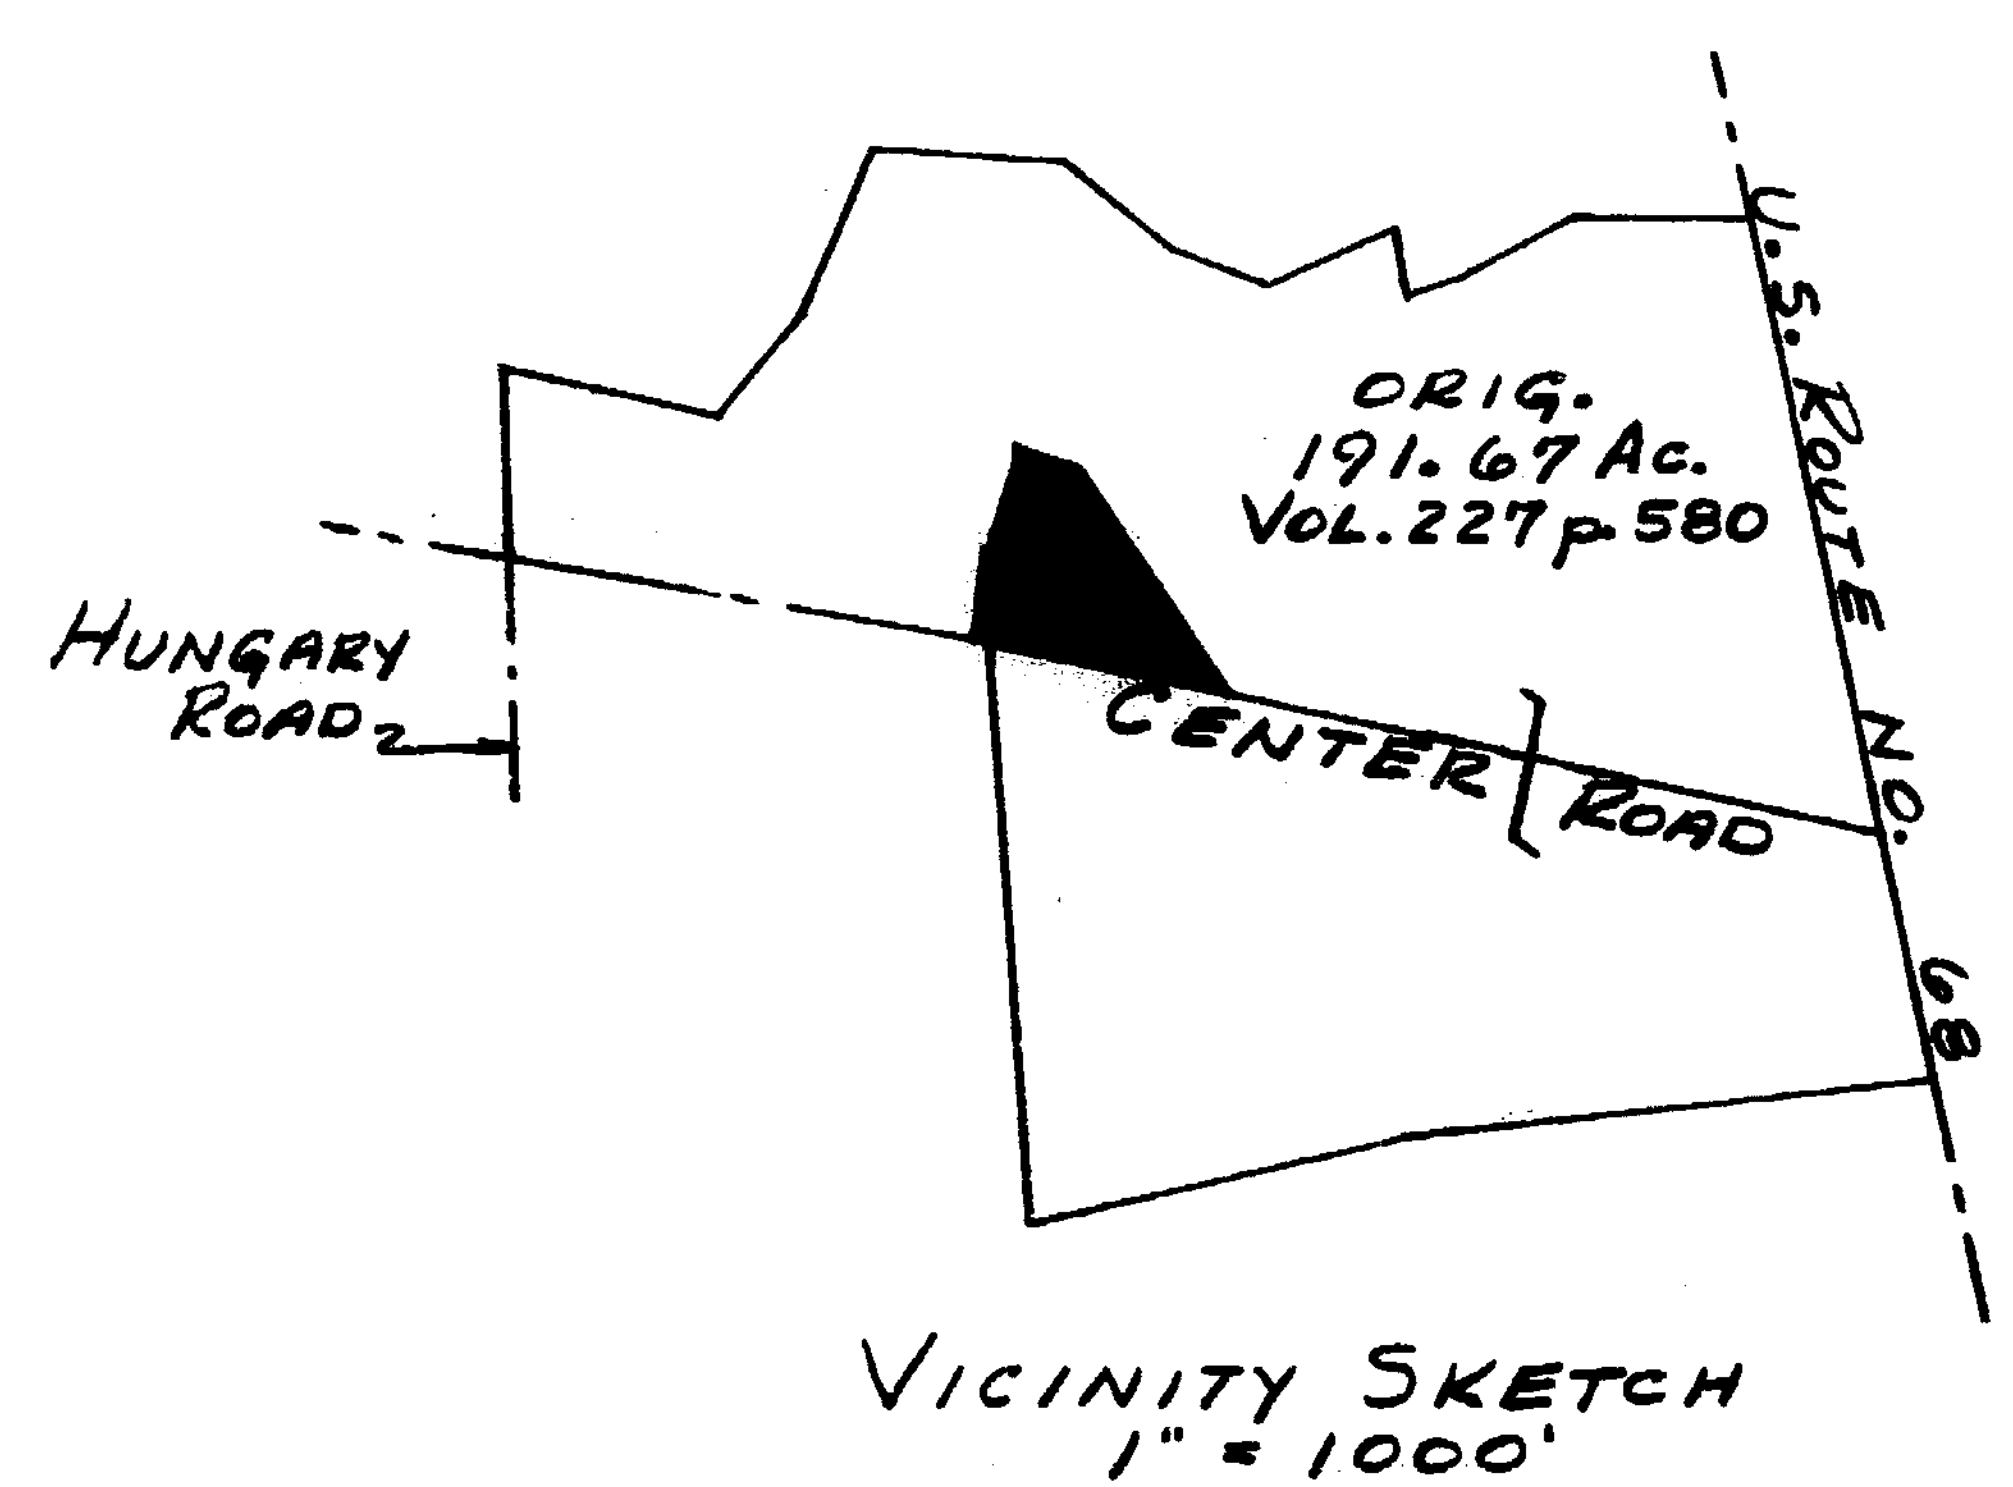 U.S. ROUTE NO. 68
ORIG.
191.67 AC.
VOL. 227 p. 580
HUNGARY
ROAD
CENTER ROAD
VICINITY SKETCH
1" = 1000'